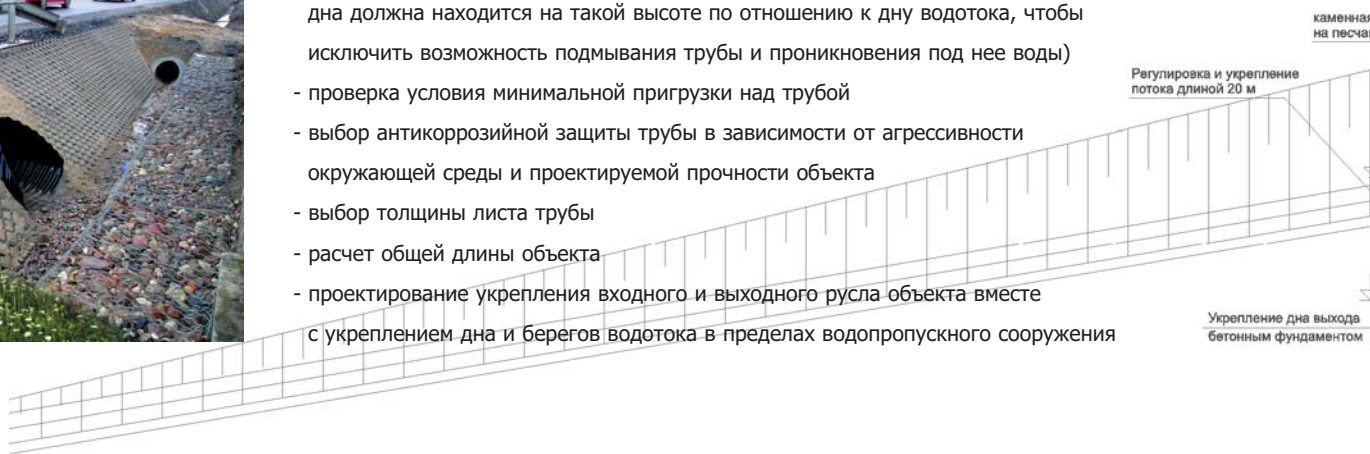 дна должна находится на такой высоте по отношению к дну водотока, чтобы
исключить возможность подмывания трубы и проникновения под нее воды)
- проверка условия минимальной пригрузки над трубой
- выбор антикоррозийной защиты трубы в зависимости от агрессивности
окружающей среды и проектируемой прочности объекта
- выбор толщины листа трубы
- расчет общей длины объекта
- проектирование укрепления входного и выходного русла объекта вместе
с укреплением дна и берегов водотока в пределах водопропускного сооружения
каменная
на
Регулировка и укрепление
потока длиной 20 м
Укрепление дна выхода
бетонным фундаментом